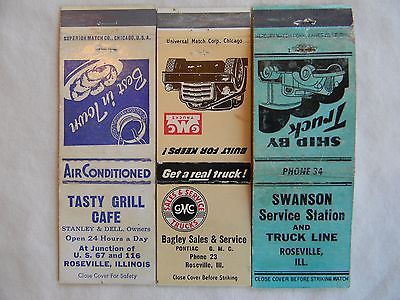 SUPERIOR MATCH CO., CHICAGO, U.S.A.
Best in Town
AIR CONDITIONED
TASTY GRILL
CAFE
STANLEY & DELL, Owners
Open 24 Hours a Day
At Junction of
U. S. 67 and 116
ROSEVILLE, ILLINOIS
Close Cover For Safety
Universal Match Corp., Chicago
GMC
TRUCKS
BUILT FOR KEEPS!
Get a real truck!
SALES & SERVICE
GMC
TRUCKS
Bagley Sales & Service
PONTIAC G. M. C.
Phone 23
Roseville, Ill.
Close Cover Before Striking
SHIP BY
Truck
PHONE 34
SWANSON
Service Station
AND
TRUCK LINE
ROSEVILLE,
ILL.
CLOSE COVER BEFORE STRIKING MATCH